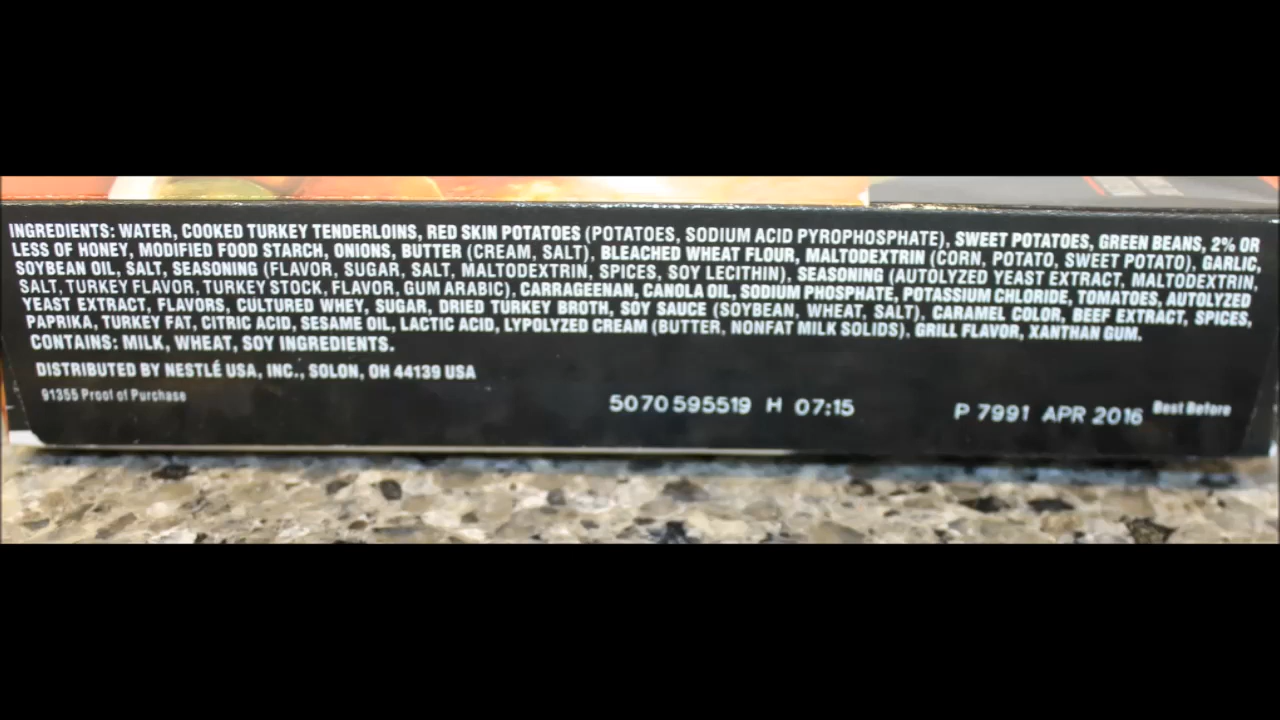 INGREDIENTS: WATER, COOKED TURKEY TENDERLOINS, RED SKIN POTATOES (POTATOES, SODIUM ACID PYROPHOSPHATE), SWEET POTATOES, GREEN BEANS, 2% OR
LESS OF HONEY, MODIFIED FOOD STARCH, ONIONS, BUTTER (CREAM, SALT), BLEACHED WHEAT FLOUR, MALTODEXTRIN (CORN, POTATO, SWEET POTATO), GARLIC,
SOYBEAN OIL, SALT, SEASONING (FLAVOR, SUGAR, SALT, MALTODEXTRIN, SPICES, SOY LECITHIN), SEASONING (AUTOLYZED YEAST EXTRACT, MALTODEXTRIN,
SALT, TURKEY FLAVOR, TURKEY STOCK, FLAVOR, GUM ARABIC), CARRAGEENAN, CANOLA OIL, SODIUM PHOSPHATE, POTASSIUM CHLORIDE, TOMATOES, AUTOLYZED
YEAST EXTRACT, FLAVORS, CULTURED WHEY, SUGAR, DRIED TURKEY BROTH, SOY SAUCE (SOYBEAN, WHEAT, SALT), CARAMEL COLOR, BEEF EXTRACT, SPICES,
PAPRIKA, TURKEY FAT, CITRIC ACID, SESAME OIL, LACTIC ACID, LYPOLYZED CREAM (BUTTER, NONFAT MILK SOLIDS), GRILL FLAVOR, XANTHAN GUM.
CONTAINS: MILK, WHEAT, SOY INGREDIENTS.
DISTRIBUTED BY NESTLÉ USA, INC., SOLON, OH 44139 USA
91355 Proof of Purchase
5070595519 H 07:15
P 7991 APR 2016 Best Before